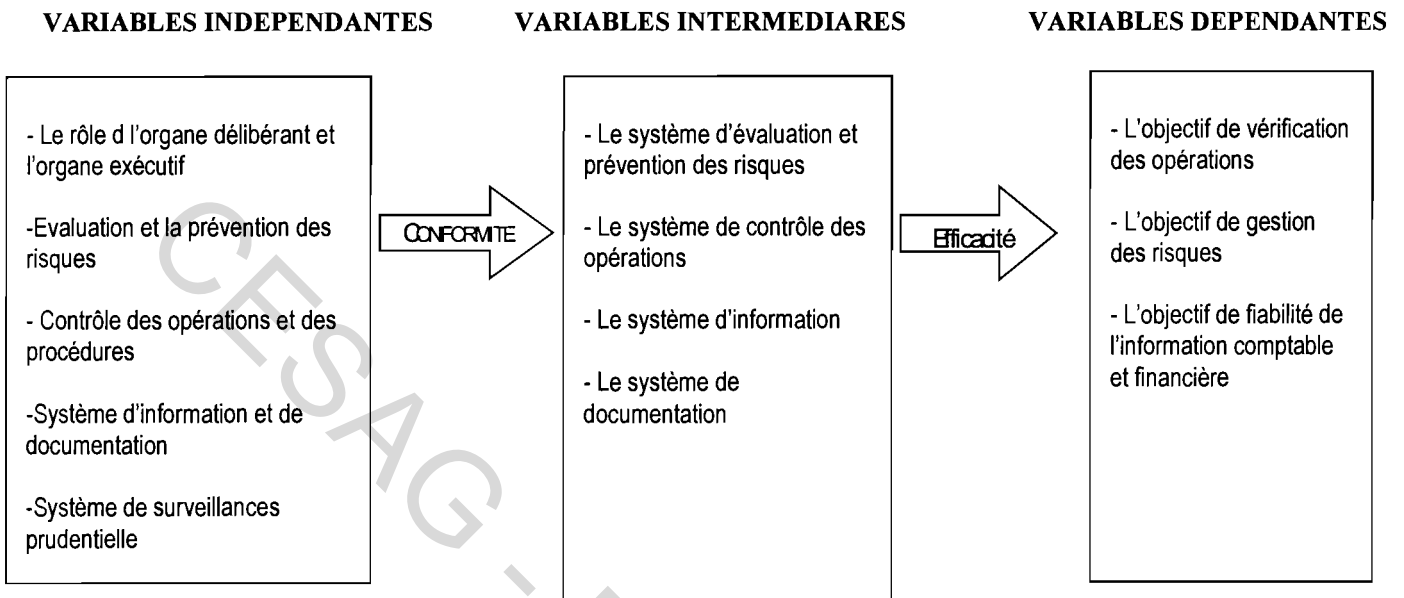 VARIABLES INDEPENDANTES
VARIABLES INTERMEDIARES
VARIABLES DEPENDANTES
- Le rôle d l'organe délibérant et
l'organe exécutif
-Evaluation et la prévention des
risques
- Contrôle des opérations et des
procédures
-Système d'information et de
documentation
-Système de surveillances
prudentielle
CONFORMITE
- Le système d'évaluation et
prévention des risques
- Le système de contrôle des
opérations
- Le système d'information
- Le système de
documentation
Efficacité
- L'objectif de vérification
des opérations
- L'objectif de gestion
des risques
- L'objectif de fiabilité de
l'information comptable
et financière
CESAG -